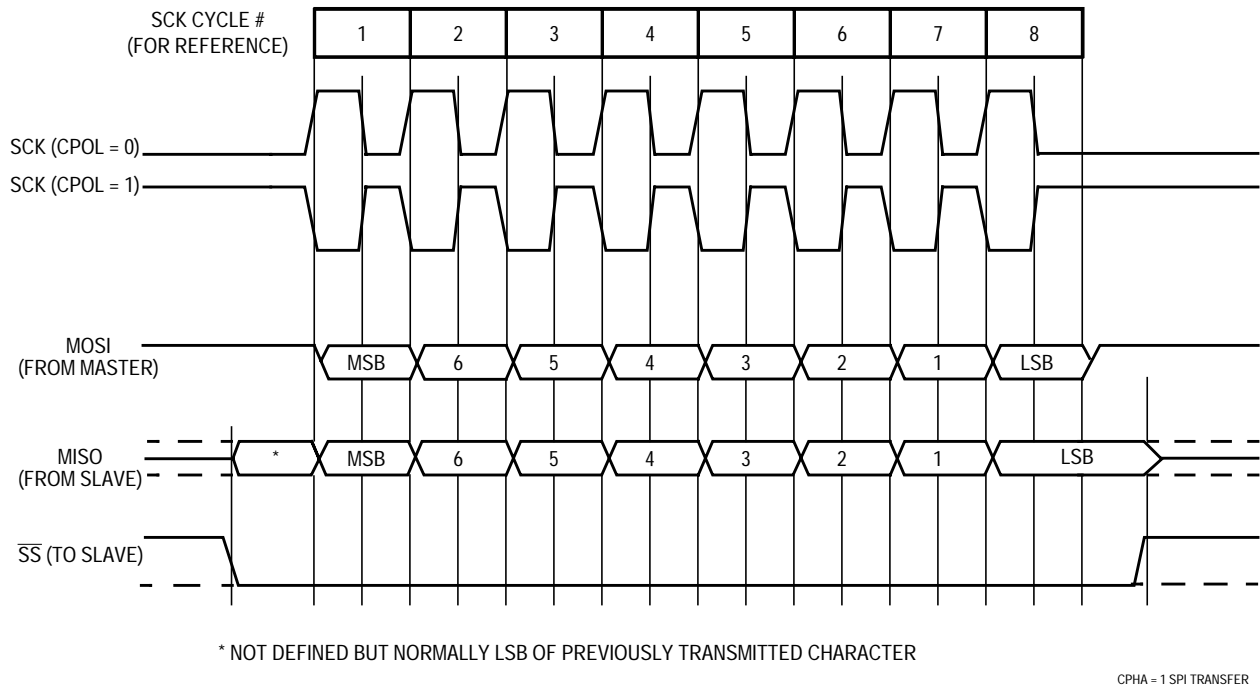 SCK CYCLE #
(FOR REFERENCE)
1 2 3 4 5 6 7 8
SCK (CPOL = 0)
SCK (CPOL = 1)
MOSI
(FROM MASTER)
MSB 6 5 4 3 2 1 LSB
MISO
(FROM SLAVE)
* MSB 6 5 4 3 2 1 LSB
S̅S̅ (TO SLAVE)
* NOT DEFINED BUT NORMALLY LSB OF PREVIOUSLY TRANSMITTED CHARACTER
CPHA = 1 SPI TRANSFER